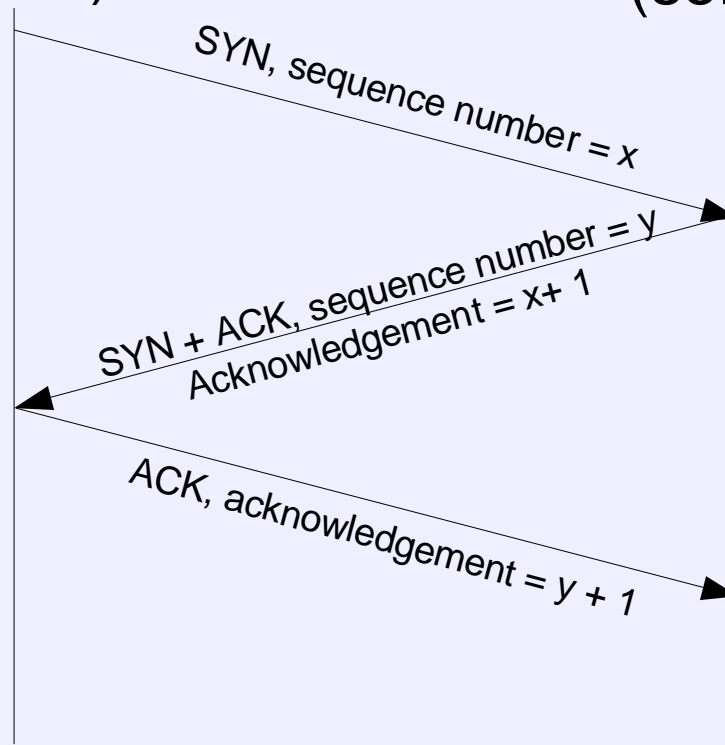 SYN, sequence number = x
SYN + ACK, sequence number = y
Acknowledgement = x+ 1
ACK, acknowledgement = y + 1